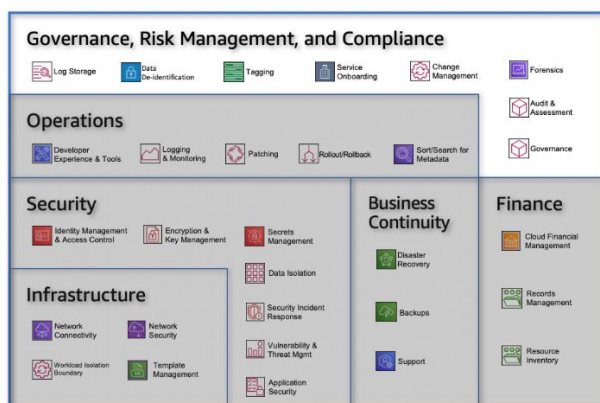 Governance, Risk Management, and Compliance
Log Storage
Data
De-identification
Tagging
Service
Onboarding
Change
Management
Forensics
Audit &
Assessment
Governance
Operations
Developer
Experience & Tools
Logging
& Monitoring
Patching
Rollout/Rollback
Sort/Search for
Metadata
Security
Identity Management
& Access Control
Encryption &
Key Management
Secrets
Management
Data Isolation
Security Incident
Response
Vulnerability &
Threat Mgmt
Application
Security
Infrastructure
Network
Connectivity
Network
Security
Workload Isolation
Boundary
Template
Management
Business
Continuity
Disaster
Recovery
Backups
Support
Finance
Cloud Financial
Management
Records
Management
Resource
Inventory